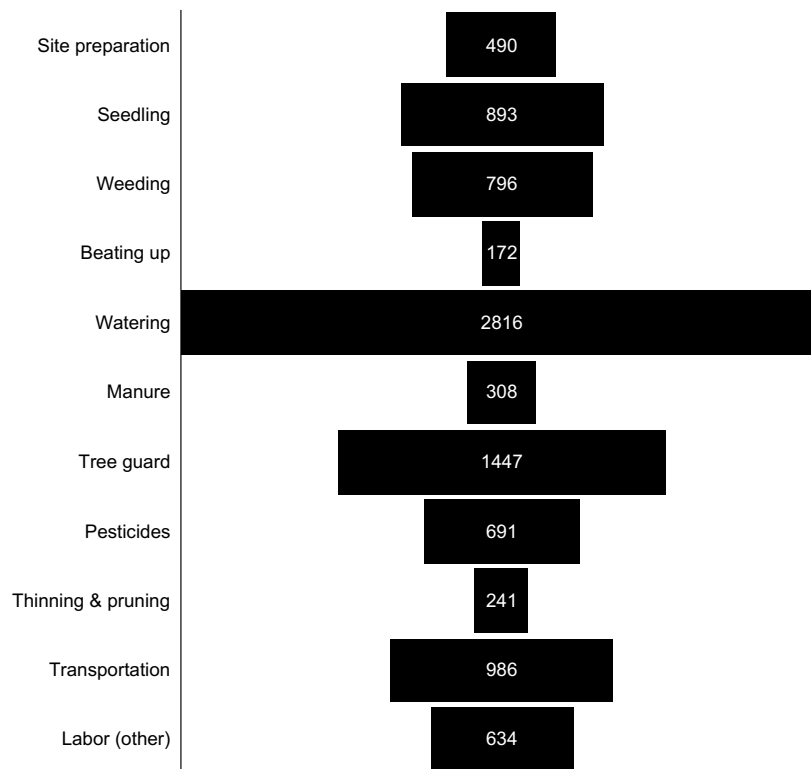 Site preparation 490
Seedling 893
Weeding 796
Beating up 172
Watering 2816
Manure 308
Tree guard 1447
Pesticides 691
Thinning & pruning 241
Transportation 986
Labor (other) 634